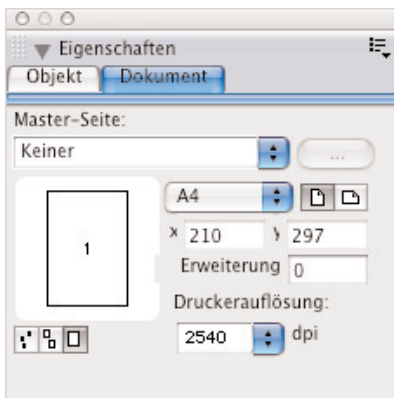 Eigenschaften
Objekt Dokument
Master-Seite:
Keiner ...
A4
x 210 y 297
1
Erweiterung 0
Druckerauflösung:
2540 dpi